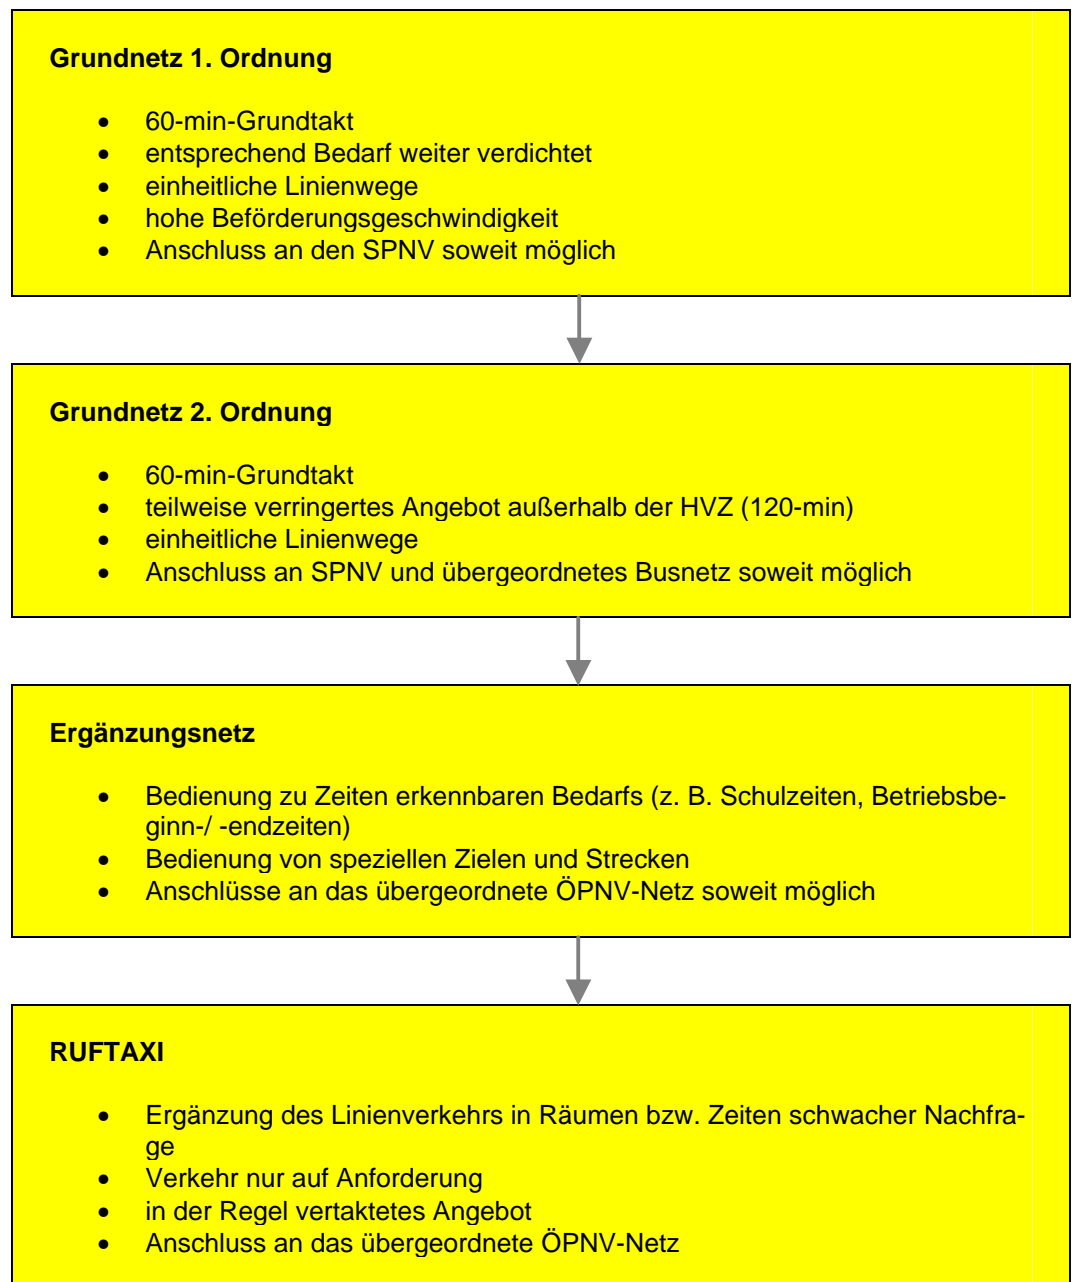 Grundnetz 1. Ordnung
• 60-min-Grundtakt
• entsprechend Bedarf weiter verdichtet
• einheitliche Linienwege
• hohe Beförderungsgeschwindigkeit
• Anschluss an den SPNV soweit möglich
Grundnetz 2. Ordnung
• 60-min-Grundtakt
• teilweise verringertes Angebot außerhalb der HVZ (120-min)
• einheitliche Linienwege
• Anschluss an SPNV und übergeordnetes Busnetz soweit möglich
Ergänzungsnetz
• Bedienung zu Zeiten erkennbaren Bedarfs (z. B. Schulzeiten, Betriebsbe-
ginn-/ -endzeiten)
• Bedienung von speziellen Zielen und Strecken
• Anschlüsse an das übergeordnete ÖPNV-Netz soweit möglich
RUFTAXI
• Ergänzung des Linienverkehrs in Räumen bzw. Zeiten schwacher Nachfra-
ge
• Verkehr nur auf Anforderung
• in der Regel vertaktetes Angebot
• Anschluss an das übergeordnete ÖPNV-Netz